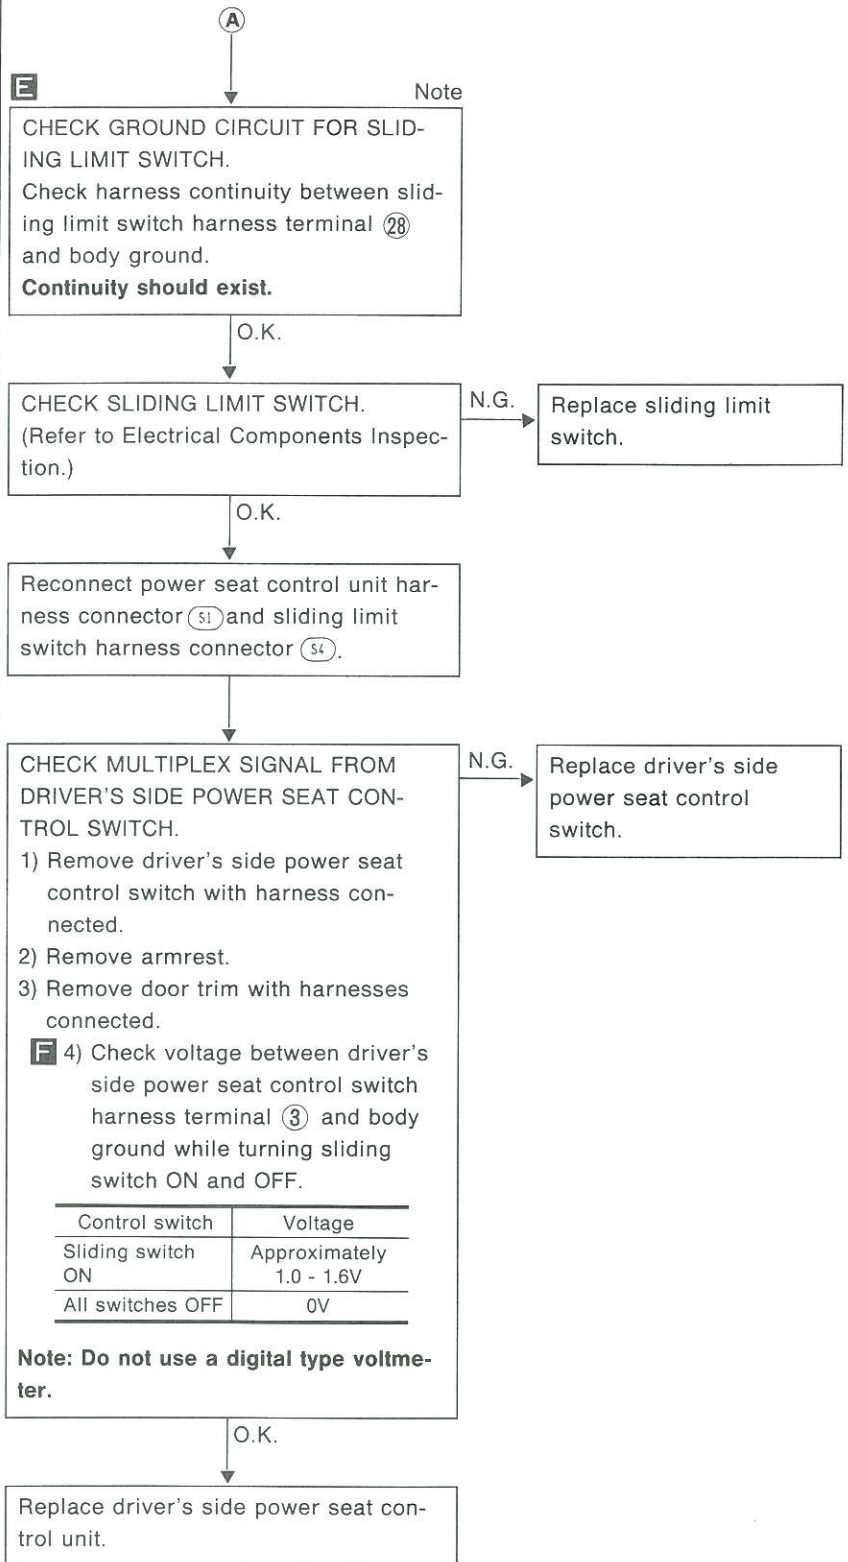 A
E
Note
CHECK GROUND CIRCUIT FOR SLID-
ING LIMIT SWITCH.
Check harness continuity between slid-
ing limit switch harness terminal 28
and body ground.
Continuity should exist.
O.K.
CHECK SLIDING LIMIT SWITCH.
(Refer to Electrical Components Inspec-
tion.)
N.G.
Replace sliding limit
switch.
O.K.
Reconnect power seat control unit har-
ness connector S1 and sliding limit
switch harness connector S4.
CHECK MULTIPLEX SIGNAL FROM
DRIVER'S SIDE POWER SEAT CON-
TROL SWITCH.
1) Remove driver's side power seat
control switch with harness con-
nected.
2) Remove armrest.
3) Remove door trim with harnesses
connected.
F 4) Check voltage between driver's
side power seat control switch
harness terminal 3 and body
ground while turning sliding
switch ON and OFF.
Control switch Voltage
Sliding switch Approximately
ON 1.0 - 1.6V
All switches OFF 0V
Note: Do not use a digital type voltme-
ter.
N.G.
Replace driver's side
power seat control
switch.
O.K.
Replace driver's side power seat con-
trol unit.